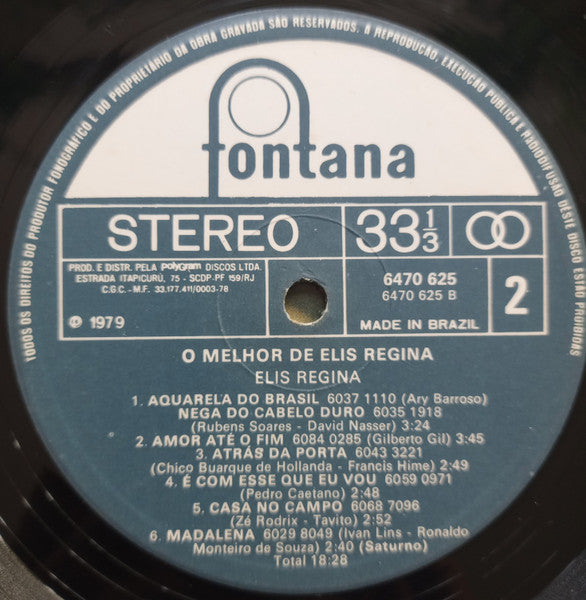 TODOS OS DIREITOS DO PRODUTOR FONOGRÁFICO E DO PROPRIETÁRIO DA OBRA GRAVADA SÃO RESERVADOS. A REPRODUÇÃO, EXECUÇÃO PÚBLICA E RADIODIFUSÃO DESTE DISCO ESTÃO PROIBIDAS
fontana
STEREO
33 1/3
PROD. E DISTR. PELA PolyGram DISCOS LTDA.
ESTRADA ITAPICURÚ, 75 - SCDP.PF 159/RJ
C.G.C.-M.F. 33.177.411/0003-78
6470 625
6470 625 B
2
℗ 1979
MADE IN BRAZIL
O MELHOR DE ELIS REGINA
ELIS REGINA
1. AQUARELA DO BRASIL 6037 1110 (Ary Barroso)
NEGA DO CABELO DURO 6035 1918
(Rubens Soares - David Nasser) 3:24
2. AMOR ATÉ O FIM 6084 0285 (Gilberto Gil) 3:45
3. ATRÁS DA PORTA 6043 3221
(Chico Buarque de Hollanda - Francis Hime) 2:49
4. É COM ESSE QUE EU VOU 6059 0971
(Pedro Caetano) 2:48
5. CASA NO CAMPO 6068 7096
(Zé Rodrix - Tavito) 2:52
6. MADALENA 6029 8049 (Ivan Lins - Ronaldo
Monteiro de Souza) 2:40 (Saturno)
Total 18:28